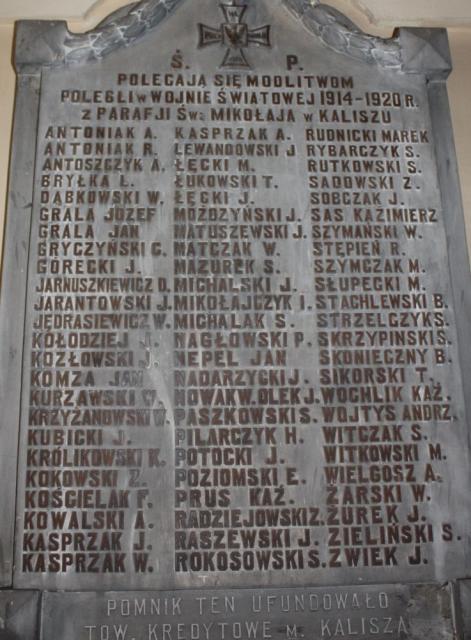 Ś. P.
POLECAJĄ SIĘ MODLITWOM
POLEGLI W WOJNIE ŚWIATOWEJ 1914-1920 R.
Z PARAFJI ŚW. MIKOŁAJA W KALISZU
ANTONIAK A. KASPRZAK A. RUDNICKI MAREK
ANTONIAK R. LEWANDOWSKI J. RYBARCZYK S.
ANTOSZCZYK A. ŁĘCKI M. RUTKOWSKI S.
BRYŁKA L. ŁUKOWSKI T. SADOWSKI Z.
DĄBKOWSKI W. ŁĘCKI J. SOBCZAK J.
GRALA JÓZEF MOŻDŻYŃSKI J. SAS KAZIMIERZ
GRALA JAN MATUSZEWSKI J. SZYMAŃSKI W.
GRYCZYŃSKI C. MATCZAK W. STĘPIEŃ R.
GÓRECKI J. MAZUREK S. SZYMCZAK M.
JARNUSZKIEWICZ D. MICHALSKI J. SŁUPECKI M.
JARANTOWSKI J. MIKOŁAJCZYK I. STACHLEWSKI B.
JĘDRASIEWICZ W. MICHALAK S. STRZELCZYK S.
KOŁODZIEJ J. NAGŁOWSKI P. SKRZYPIŃSKI S.
KOZŁOWSKI J. NEPEL JAN SKONIECZNY B.
KOMZA JAN NADARZYCKI J. SIKORSKI T.
KURZAWSKI NOWAKW.OLEK J. WOCHLIK KAZ.
KRZYŻANOWSKI W. PASZKOWSKI S. WOJTYS ANDRZ.
KUBICKI J. PILARCZYK H. WITCZAK S.
KRÓLIKOWSKI K. POTOCKI J. WITKOWSKI M.
KOKOWSKI Z. POZIOMSKI E. WIELGOSZ A.
KOŚCIELAK F. PRUS KAZ. ŻARSKI W.
KOWALSKI A. RADZIEJOWSKI Z. ŻUREK J.
KASPRZAK J. RASZEWSKI J. ZIELIŃSKI S.
KASPRZAK W. ROKOSOWSKI S. ZWIEK J.
POMNIK TEN UFUNDOWAŁO
TOW. KREDYTOWE M. KALISZA